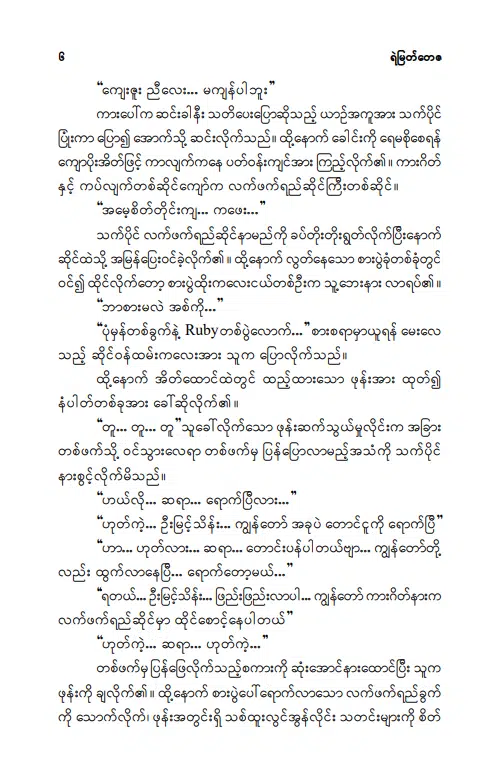 ၆ ရဲမြတ်တေဇ
“ကျေးဇူး ညီလေး... မကျန်ပါဘူး”
ကားပေါ်က ဆင်းခါနီး သတိပေးပြောဆိုသည့် ယာဉ်အကူအား သက်ပိုင်
ပြုံးကာ ပြော၍ အောက်သို့ ဆင်းလိုက်သည်။ ထို့နောက် ခေါင်းကို ရေမစိုစေရန်
ကျောပိုးအိတ်ဖြင့် ကာလျက်ကနေ ပတ်ဝန်းကျင်အား ကြည့်လိုက်၏။ ကားဂိတ်
နှင့် ကပ်လျက်တစ်ဆိုင်ကျော်က လက်ဖက်ရည်ဆိုင်ကြီးတစ်ဆိုင်။
“အမေ့စိတ်တိုင်းကျ... ကဖေး...”
သက်ပိုင် လက်ဖက်ရည်ဆိုင်နာမည်ကို ခပ်တိုးတိုးရွတ်လိုက်ပြီးနောက်
ဆိုင်ထဲသို့ အမြန်ပြေးဝင်ခဲ့လိုက်၏။ ထို့နောက် လွတ်နေသော စားပွဲခုံတစ်ခုံတွင်
ဝင်၍ ထိုင်လိုက်တော့ စားပွဲထိုးကလေးငယ်တစ်ဦးက သူ့ဘေးနား လာရပ်၏။
“ဘာစားမလဲ အစ်ကို...”
“ပုံမှန်တစ်ခွက်နဲ့ Ruby တစ်ပွဲလောက်...” စားစရာမှာယူရန် မေးလေ
သည့် ဆိုင်ဝန်ထမ်းကလေးအား သူက ပြောလိုက်သည်။
ထို့နောက် အိတ်ထောင်ထဲတွင် ထည့်ထားသော ဖုန်းအား ထုတ်၍
နံပါတ်တစ်ခုအား ခေါ်ဆိုလိုက်၏။
“တူ... တူ... တူ” သူခေါ်လိုက်သော ဖုန်းဆက်သွယ်မှုလိုင်းက အခြား
တစ်ဖက်သို့ ဝင်သွားလေရာ တစ်ဖက်မှ ပြန်ပြောလာမည့်အသံကို သက်ပိုင်
နားစွင့်လိုက်မိသည်။
“ဟယ်လို... ဆရာ... ရောက်ပြီလား...”
“ဟုတ်ကဲ့... ဦးမြင့်သိန်း... ကျွန်တော် အခုပဲ တောင်ငူကို ရောက်ပြီ”
“ဟာ... ဟုတ်လား... ဆရာ... တောင်းပန်ပါတယ်ဗျာ... ကျွန်တော်တို့
လည်း ထွက်လာနေပြီ... ရောက်တော့မယ်...”
“ရတယ်... ဦးမြင့်သိန်း... ဖြည်းဖြည်းလာပါ... ကျွန်တော် ကားဂိတ်နားက
လက်ဖက်ရည်ဆိုင်မှာ ထိုင်စောင့်နေပါတယ်”
“ဟုတ်ကဲ့... ဆရာ... ဟုတ်ကဲ့...”
တစ်ဖက်မှပြန်ဖြေလိုက်သည့်စကားကို ဆုံးအောင်နားထောင်ပြီး သူက
ဖုန်းကို ချလိုက်၏။ ထို့နောက် စားပွဲပေါ်ရောက်လာသော လက်ဖက်ရည်ခွက်
ကို သောက်လိုက်၊ ဖုန်းအတွင်းရှိ သစ်ထူးလွင်အွန်လိုင်း သတင်းများကို စိတ်